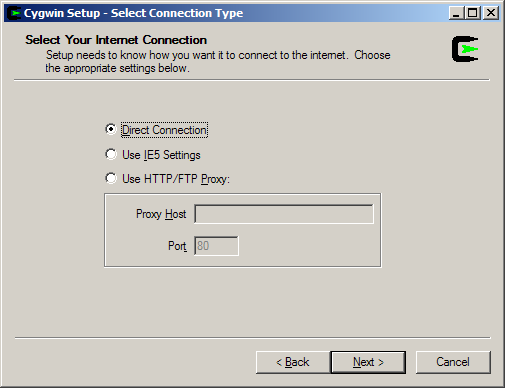 Cygwin Setup - Select Connection Type
Select Your Internet Connection
Setup needs to know how you want it to connect to the internet. Choose
the appropriate settings below.
Direct Connection
Use IE5 Settings
Use HTTP/FTP Proxy:
Proxy Host
Port 80
< Back Next > Cancel